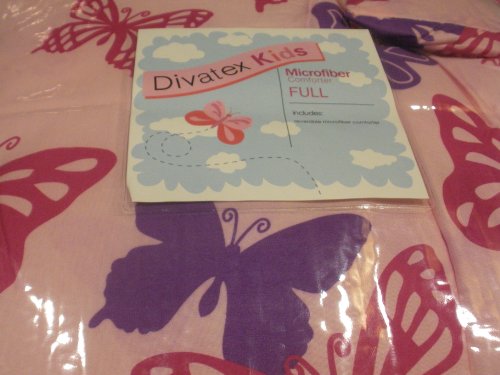 Divatex Kids
Microfiber
Comforter
FULL
includes:
reversible microfiber comforter